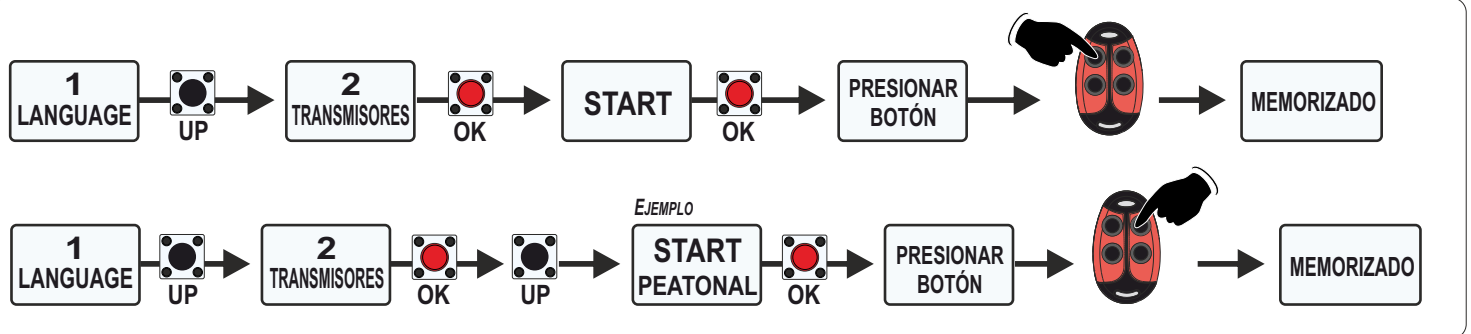 1
LANGUAGE
UP
2
TRANSMISORES
OK
START
OK
PRESIONAR
BOTÓN
MEMORIZADO
1
LANGUAGE
UP
2
TRANSMISORES
OK
UP
EJEMPLO
START
PEATONAL
OK
PRESIONAR
BOTÓN
MEMORIZADO